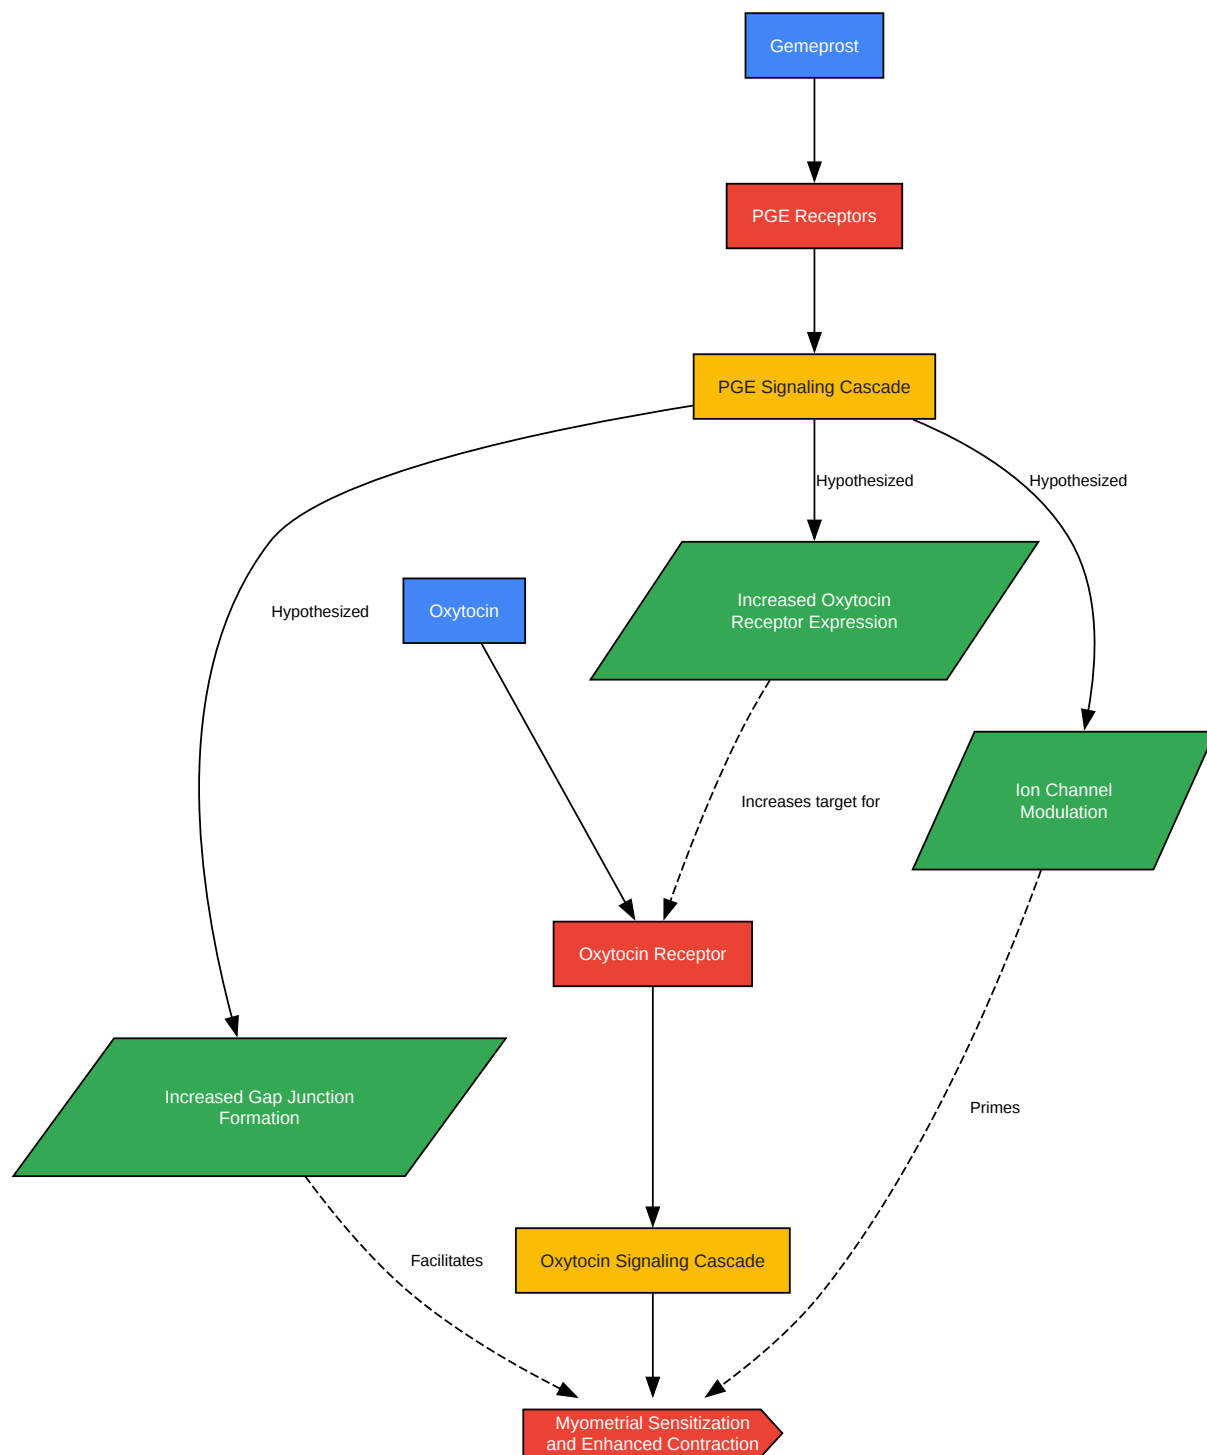 Gemeprost
PGE Receptors
PGE Signaling Cascade
Hypothesized
Hypothesized
Increased Oxytocin
Receptor Expression
Hypothesized
Oxytocin
Ion Channel
Modulation
Increases target for
Oxytocin Receptor
Increased Gap Junction
Formation
Primes
Facilitates
Oxytocin Signaling Cascade
Myometrial Sensitization
and Enhanced Contraction